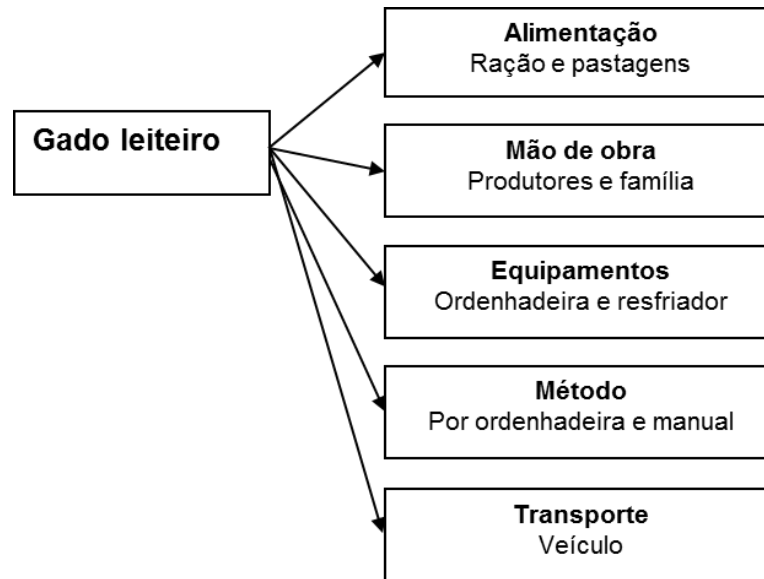 Gado leiteiro
Alimentação
Ração e pastagens
Mão de obra
Produtores e família
Equipamentos
Ordenhadeira e resfriador
Método
Por ordenhadeira e manual
Transporte
Veículo